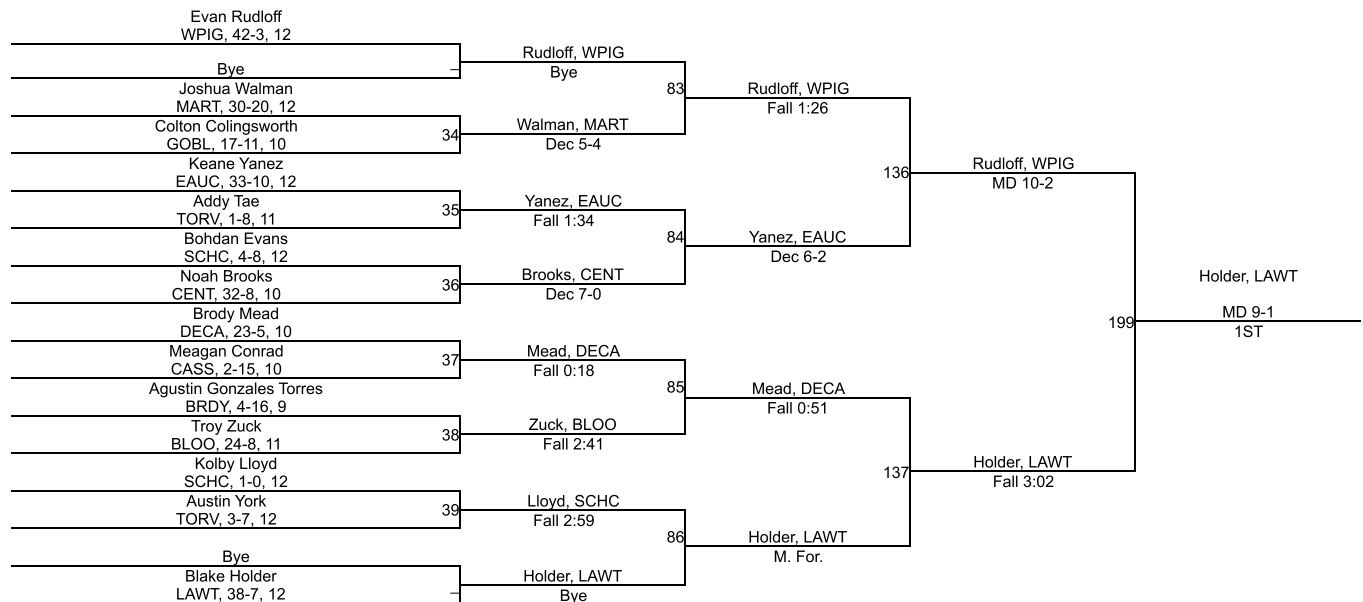 Evan Rudloff
WPIG, 42-3, 12
Bye
Joshua Walman
MART, 30-20, 12
Colton Colingsworth
GOBL, 17-11, 10
Keane Yanez
EAUC, 33-10, 12
Addy Tae
TORV, 1-8, 11
Bohdan Evans
SCHC, 4-8, 12
Noah Brooks
CENT, 32-8, 10
Brody Mead
DECA, 23-5, 10
Meagan Conrad
CASS, 2-15, 10
Agustin Gonzales Torres
BRDY, 4-16, 9
Troy Zuck
BLOO, 24-8, 11
Kolby Lloyd
SCHC, 1-0, 12
Austin York
TORV, 3-7, 12
Bye
Blake Holder
LAWT, 38-7, 12
–
34
35
36
37
38
39
–
Rudloff, WPIG
Bye
Walman, MART
Dec 5-4
Yanez, EAUC
Fall 1:34
Brooks, CENT
Dec 7-0
Mead, DECA
Fall 0:18
Zuck, BLOO
Fall 2:41
Lloyd, SCHC
Fall 2:59
Holder, LAWT
Bye
83
84
85
86
Rudloff, WPIG
Fall 1:26
Yanez, EAUC
Dec 6-2
Mead, DECA
Fall 0:51
Holder, LAWT
M. For.
136
137
Rudloff, WPIG
MD 10-2
Holder, LAWT
Fall 3:02
199
Holder, LAWT
MD 9-1
1ST